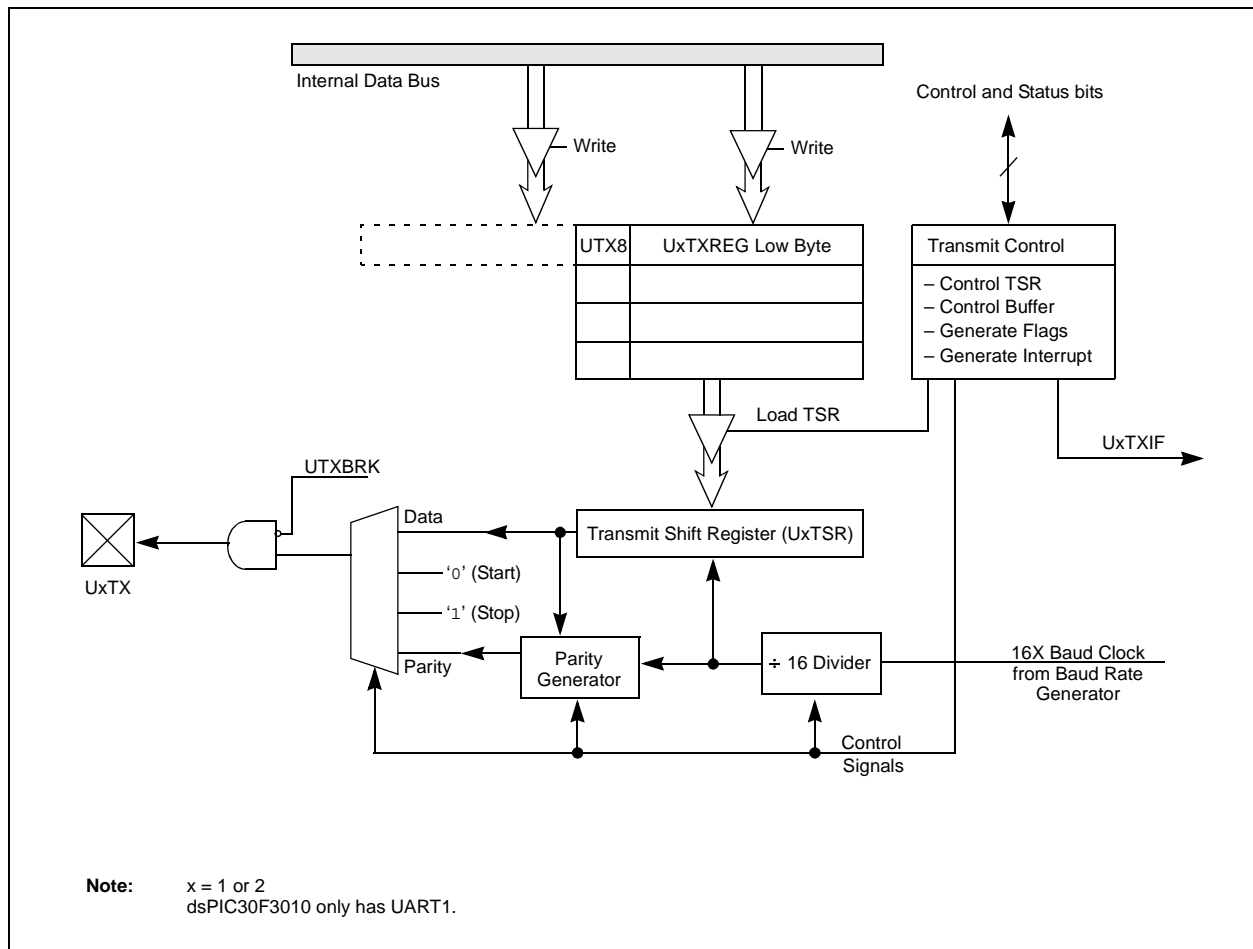 Internal Data Bus
Control and Status bits
Write
Write
UTX8
UxTXREG Low Byte
Transmit Control
– Control TSR
– Control Buffer
– Generate Flags
– Generate Interrupt
Load TSR
UxTXIF
UTXBRK
Data
Transmit Shift Register (UxTSR)
UxTX
‘0’ (Start)
‘1’ (Stop)
Parity
Parity
Generator
÷ 16 Divider
16X Baud Clock
from Baud Rate
Generator
Control
Signals
Note: x = 1 or 2
dsPIC30F3010 only has UART1.